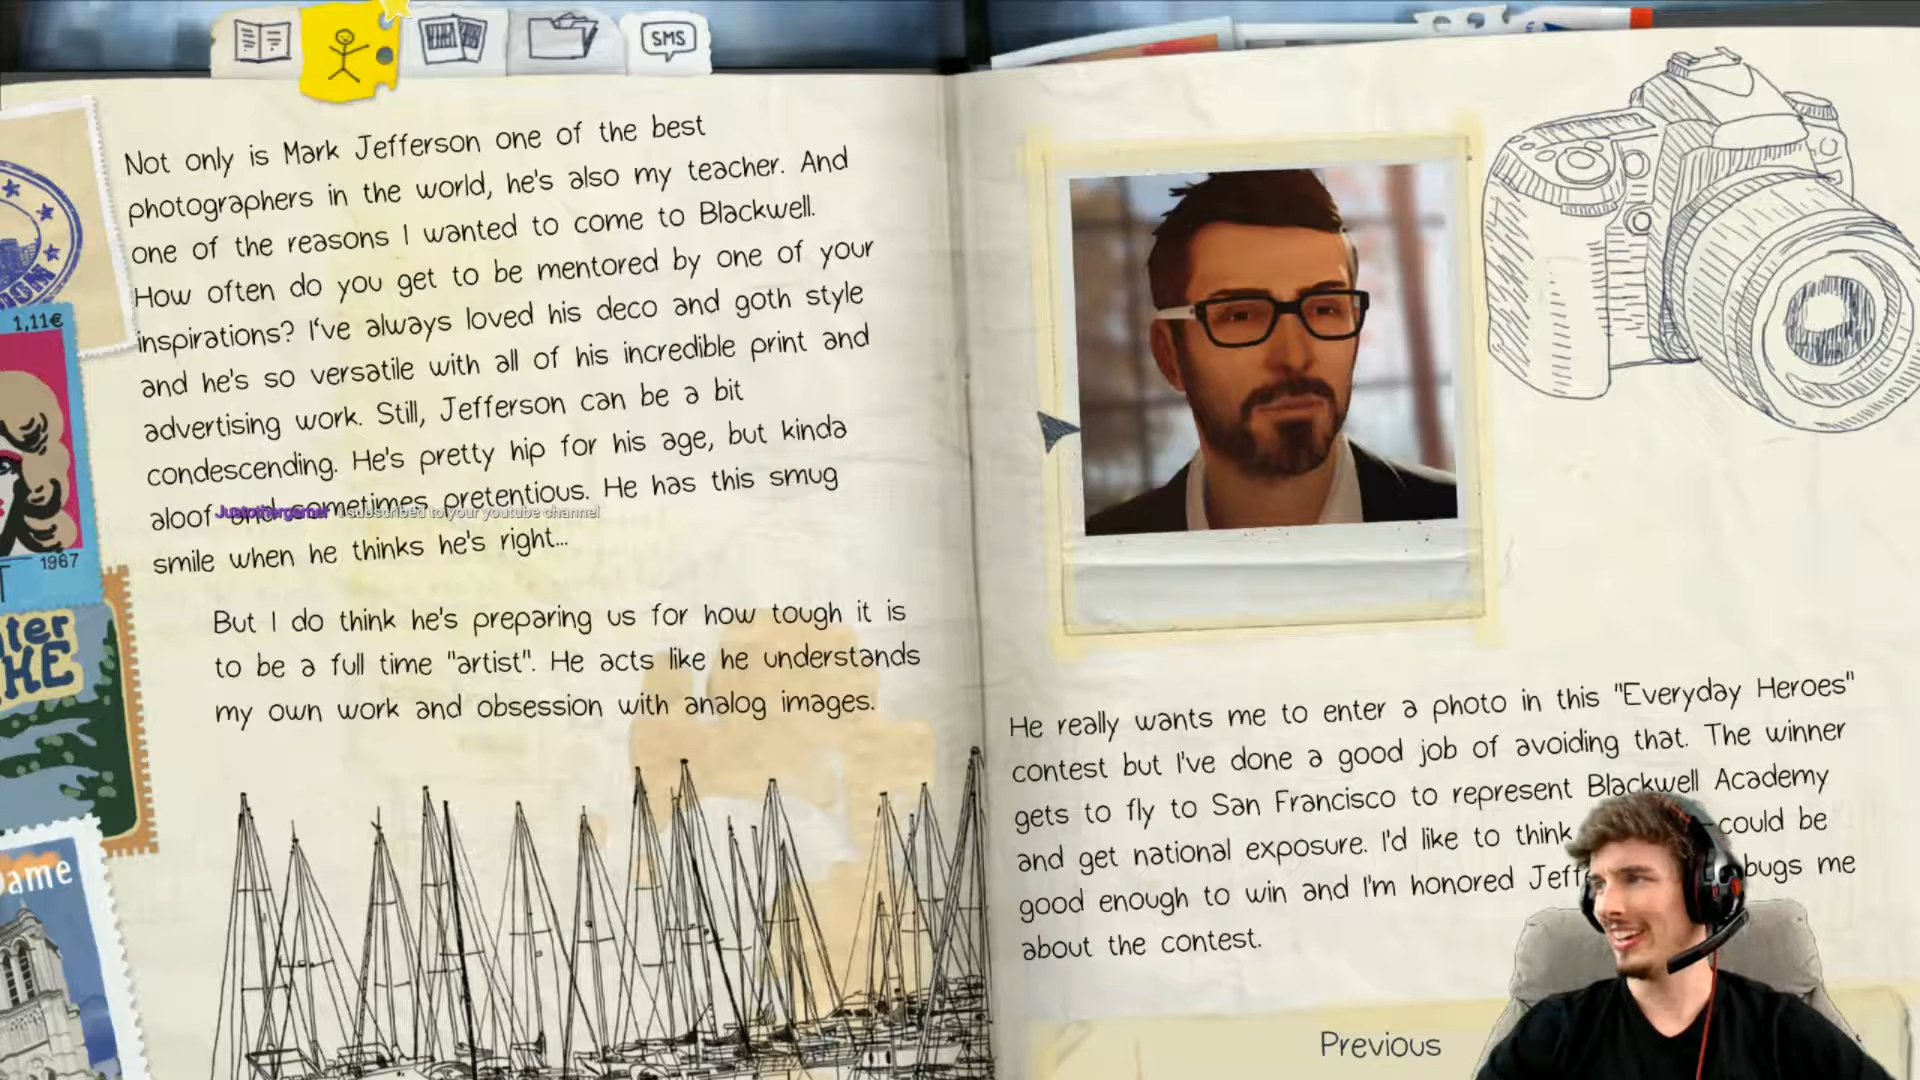 SMS
Not only is Mark Jefferson one of the best
photographers in the world, he's also my teacher. And
one of the reasons I wanted to come to Blackwell.
How often do you get to be mentored by one of your
inspirations? I've always loved his deco and goth style
and he's so versatile with all of his incredible print and
advertising work. Still, Jefferson can be a bit
condescending. He's pretty hip for his age, but kinda
aloof and sometimes pretentious. He has this smug
I subscribed to your youtube channel
smile when he thinks he's right...
But I do think he's preparing us for how tough it is
to be a full time "artist". He acts like he understands
my own work and obsession with analog images.
1,11€
1967
ame
He really wants me to enter a photo in this "Everyday Heroes"
contest but I've done a good job of avoiding that. The winner
gets to fly to San Francisco to represent Blackwell Academy
and get national exposure. I'd like to think could be
good enough to win and I'm honored Jeff bugs me
about the contest.
Previous